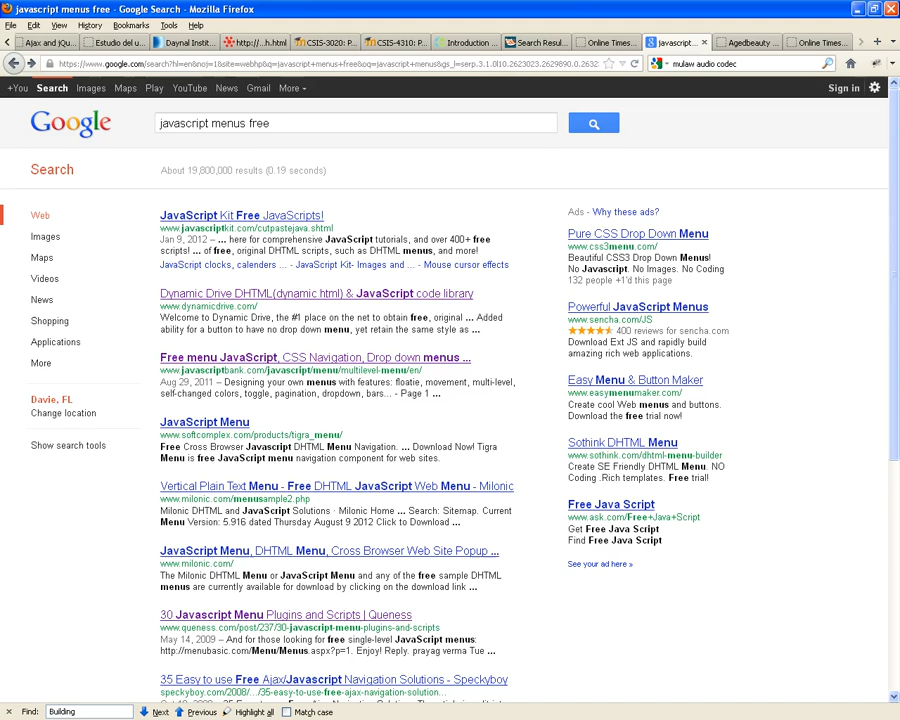 javascript menus free - Google Search - Mozilla Firefox
File Edit View History Bookmarks Tools Help
Ajax and jQu... Estudio del u... Daynal Instit... http://...h.html CSIS-3020: P... CSIS-4310: P... Introduction ... Search Resul... Online Times... javascript... Agedbeauty ... Online Times...
https://www.google.com/search?hl=en&noj=1&site=webhp&q=javascript+menus+free&oq=javascript+menus&gs_l=serp.3.1.0l10.2623023.2629890.0.2632 mulaw audio codec
+You Search Images Maps Play YouTube News Gmail More Sign in
Google javascript menus free
Search About 19,800,000 results (0.19 seconds)
Web
Images
Maps
Videos
News
Shopping
Applications
More
Davie, FL
Change location
Show search tools
JavaScript Kit Free JavaScripts!
www.javascriptkit.com/cutpastejava.shtml
Jan 9, 2012 – ... here for comprehensive JavaScript tutorials, and over 400+ free
scripts! ... of free, original DHTML scripts, such as DHTML menus, and more!
JavaScript clocks, calenders ... - JavaScript Kit- Images and ... - Mouse cursor effects
Dynamic Drive DHTML(dynamic html) & JavaScript code library
www.dynamicdrive.com/
Welcome to Dynamic Drive, the #1 place on the net to obtain free, original ... Added
ability for a button to have no drop down menu, yet retain the same style as ...
Free menu JavaScript, CSS Navigation, Drop down menus ...
www.javascriptbank.com/javascript/menu/multilevel-menu/en/
Aug 29, 2011 – Designing your own menus with features: floatie, movement, multi-level,
self-changed colors, toggle, pagination, dropdown, bars... - Page 1 ...
JavaScript Menu
www.softcomplex.com/products/tigra_menu/
Free Cross Browser Javascript DHTML Menu Navigation. ... Download Now! Tigra
Menu is free JavaScript menu navigation component for web sites.
Vertical Plain Text Menu - Free DHTML JavaScript Web Menu - Milonic
www.milonic.com/menusample2.php
Milonic DHTML and JavaScript Solutions · Milonic Home ... Search: Sitemap. Current
Menu Version: 5.916 dated Thursday August 9 2012 Click to Download ...
JavaScript Menu, DHTML Menu, Cross Browser Web Site Popup ...
www.milonic.com/
The Milonic DHTML Menu or JavaScript Menu and any of the free sample DHTML
menus are currently available for download by clicking on the download link ...
30 Javascript Menu Plugins and Scripts | Queness
www.queness.com/post/237/30-javascript-menu-plugins-and-scripts
May 14, 2009 – And for those looking for free single-level JavaScript menus:
http://menubasic.com/Menu/Menus.aspx?p=1. Enjoy! Reply. prayag verma Tue ...
35 Easy to use Free Ajax/Javascript Navigation Solutions - Speckyboy
speckyboy.com/2008/.../35-easy-to-use-free-ajax-navigation-solution...
Ads - Why these ads?
Pure CSS Drop Down Menu
www.css3menu.com/
Beautiful CSS3 Drop Down Menus!
No Javascript. No Images. No Coding
132 people +1'd this page
Powerful JavaScript Menus
www.sencha.com/JS
400 reviews for sencha.com
Download Ext JS and rapidly build
amazing rich web applications.
Easy Menu & Button Maker
www.easymenumaker.com/
Create cool Web menus and buttons.
Download the free trial now!
Sothink DHTML Menu
www.sothink.com/dhtml-menu-builder
Create SE Friendly DHTML Menu. NO
Coding .Rich templates. Free trial!
Free Java Script
www.ask.com/Free+Java+Script
Get Free Java Script
Find Free Java Script
See your ad here »
Find: Building Next Previous Highlight all Match case